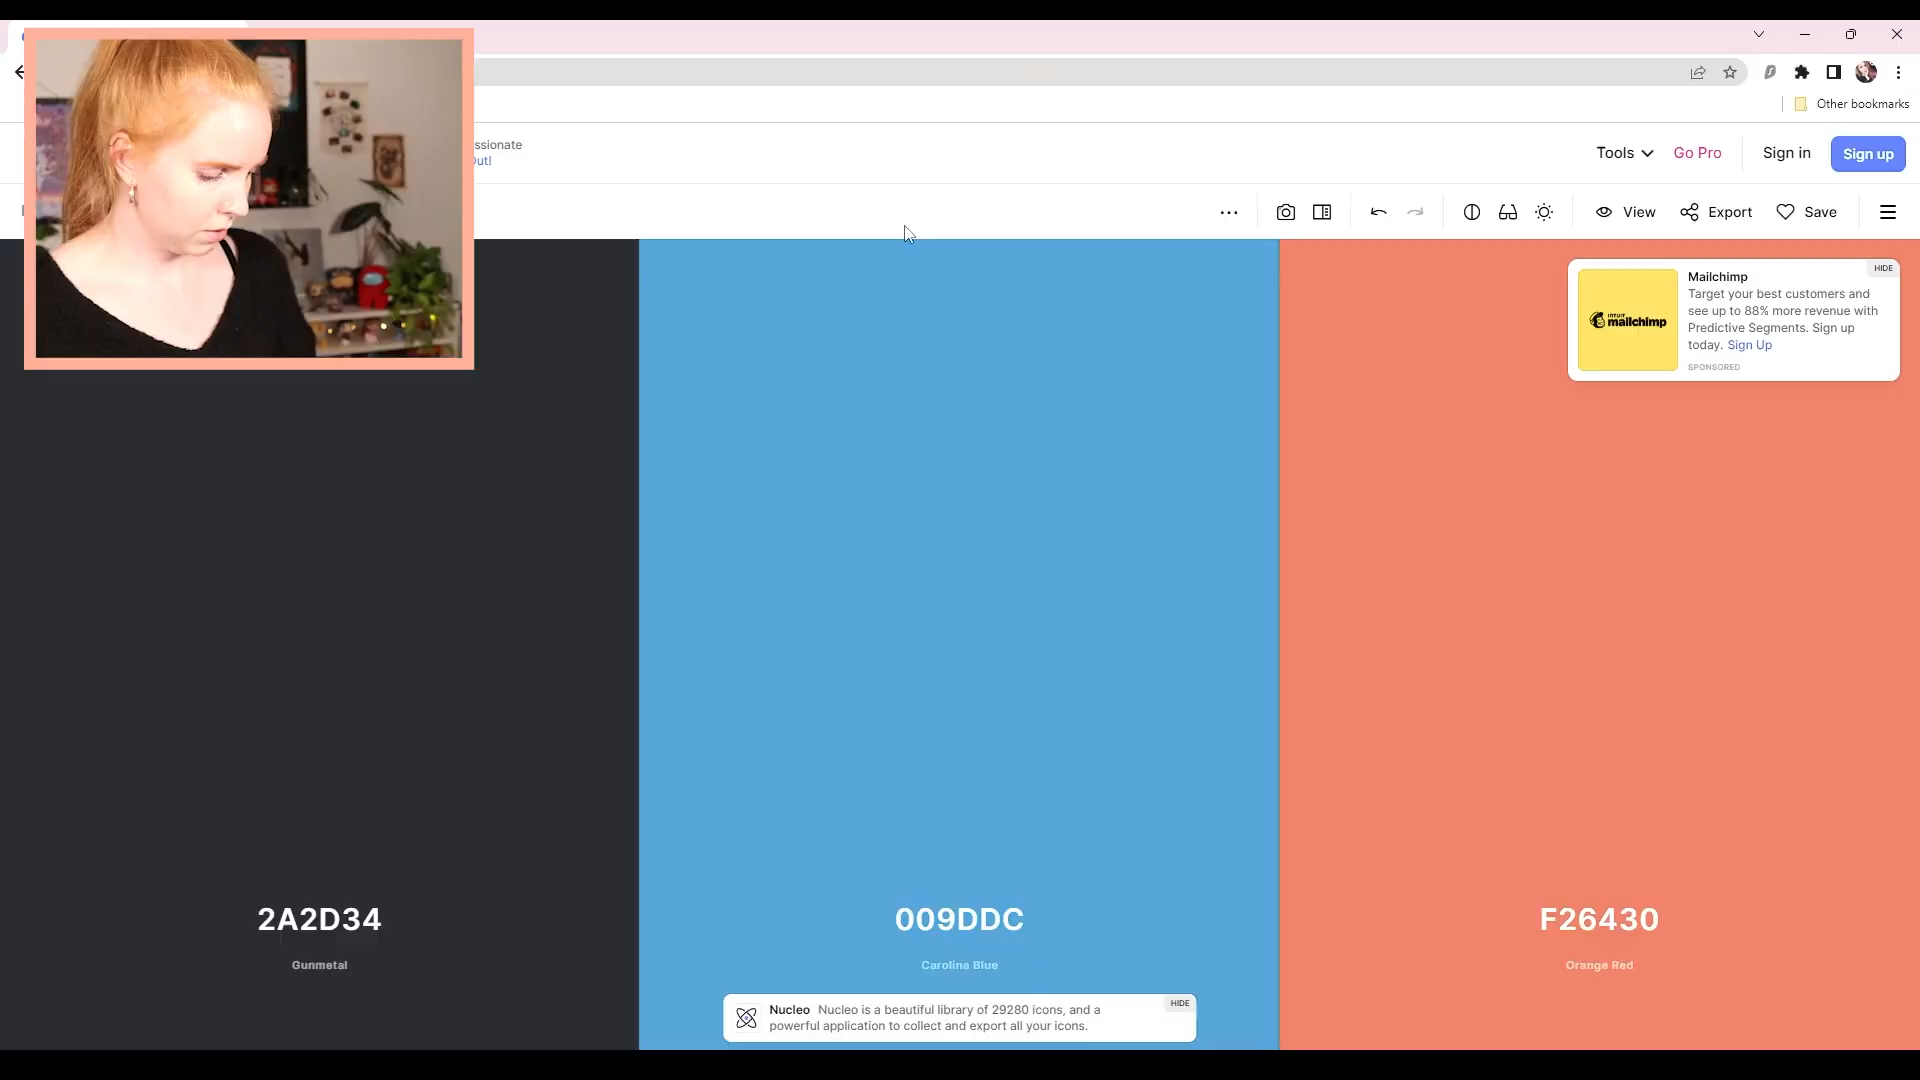 Other bookmarks
ssionate
Out!
Tools
Go Pro
Sign in
Sign up
View
Export
Save
HIDE
INTUIT
mailchimp
Mailchimp
Target your best customers and
see up to 88% more revenue with
Predictive Segments. Sign up
today. Sign Up
SPONSORED
2A2D34
009DDC
F26430
Gunmetal
Carolina Blue
Orange Red
Nucleo Nucleo is a beautiful library of 29280 icons, and a
powerful application to collect and export all your icons.
HIDE